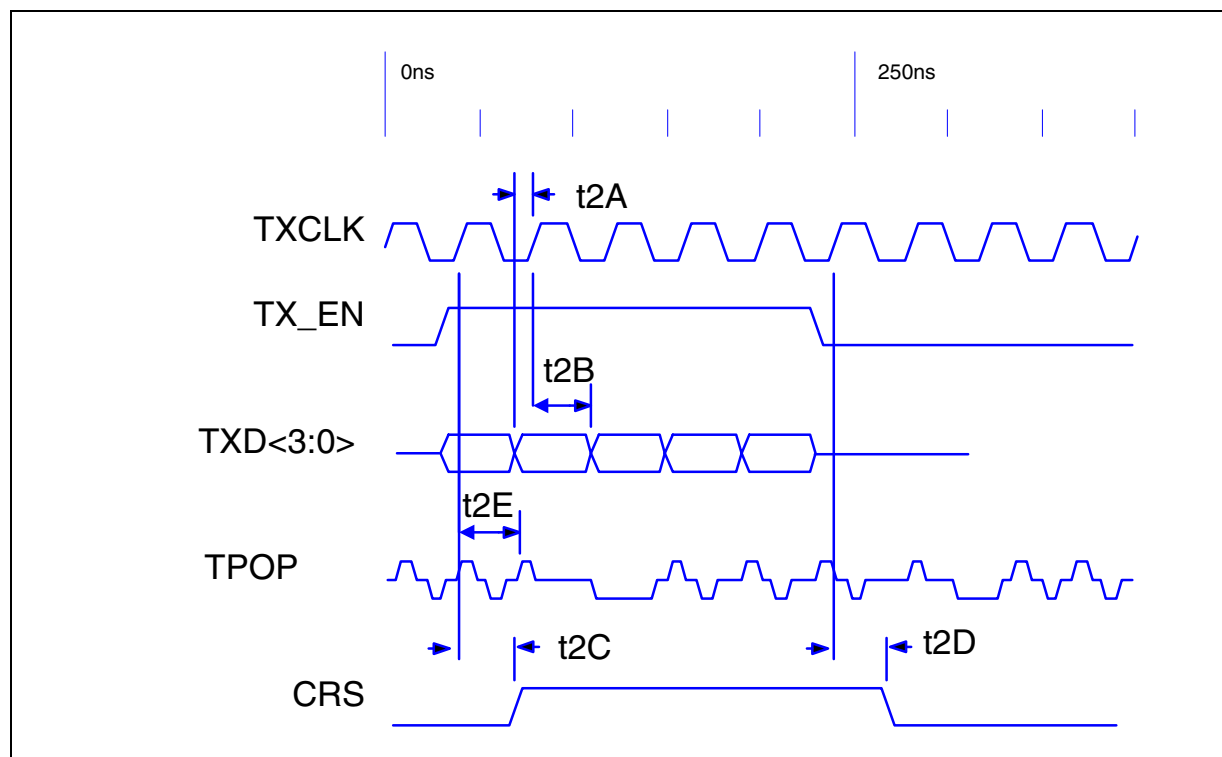 0ns
250ns
t2A
TXCLK
TX_EN
t2B
TXD<3:0>
t2E
TPOP
t2C
t2D
CRS